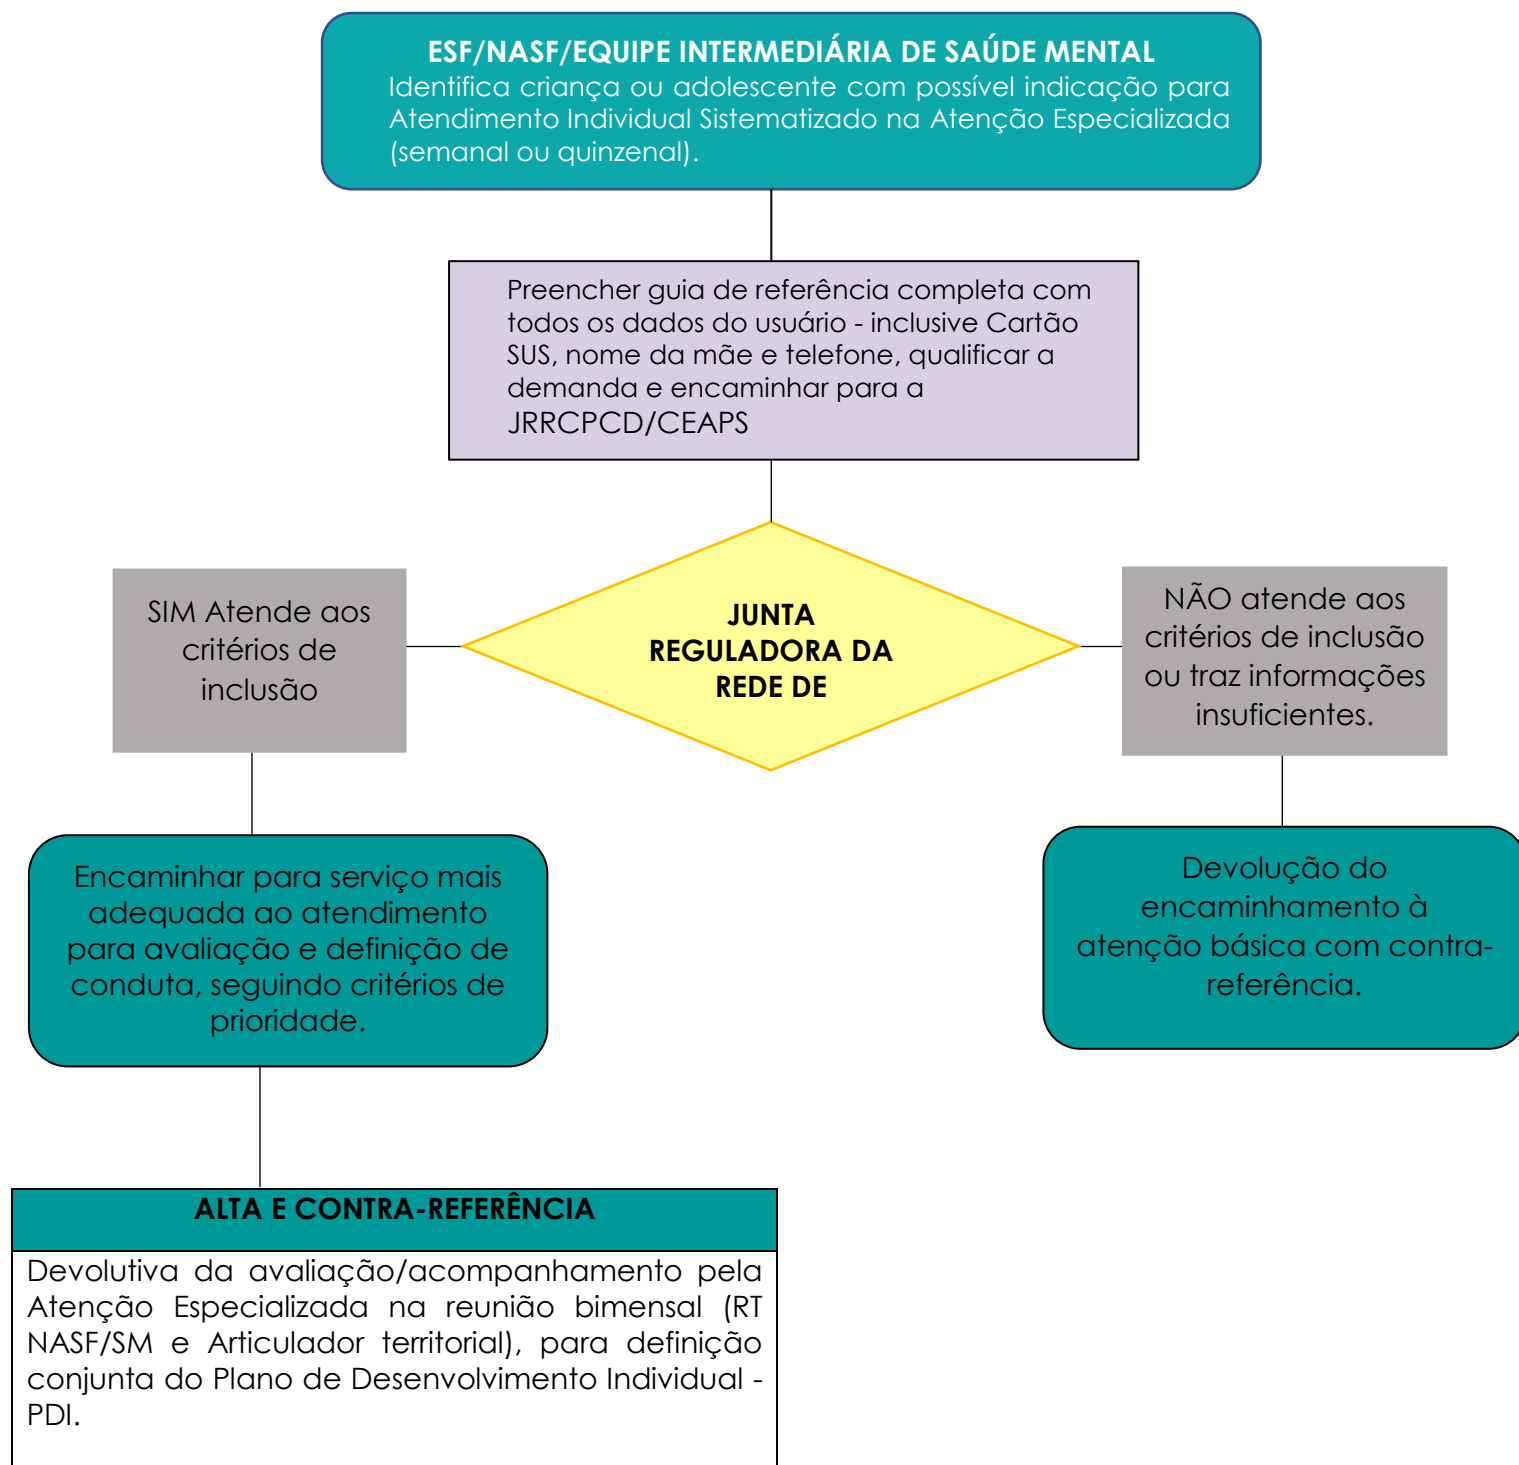 ESF/NASF/EQUIPE INTERMEDIÁRIA DE SAÚDE MENTAL
Identifica criança ou adolescente com possível indicação para
Atendimento Individual Sistematizado na Atenção Especializada
(semanal ou quinzenal).
Preencher guia de referência completa com
todos os dados do usuário - inclusive Cartão
SUS, nome da mãe e telefone, qualificar a
demanda e encaminhar para a
JRRCPCD/CEAPS
SIM Atende aos
critérios de
inclusão
JUNTA
REGULADORA DA
REDE DE
NÃO atende aos
critérios de inclusão
ou traz informações
insuficientes.
Encaminhar para serviço mais
adequada ao atendimento
para avaliação e definição de
conduta, seguindo critérios de
prioridade.
Devolução do
encaminhamento à
atenção básica com contra-
referência.
ALTA E CONTRA-REFERÊNCIA
Devolutiva da avaliação/acompanhamento pela
Atenção Especializada na reunião bimensal (RT
NASF/SM e Articulador territorial), para definição
conjunta do Plano de Desenvolvimento Individual -
PDI.